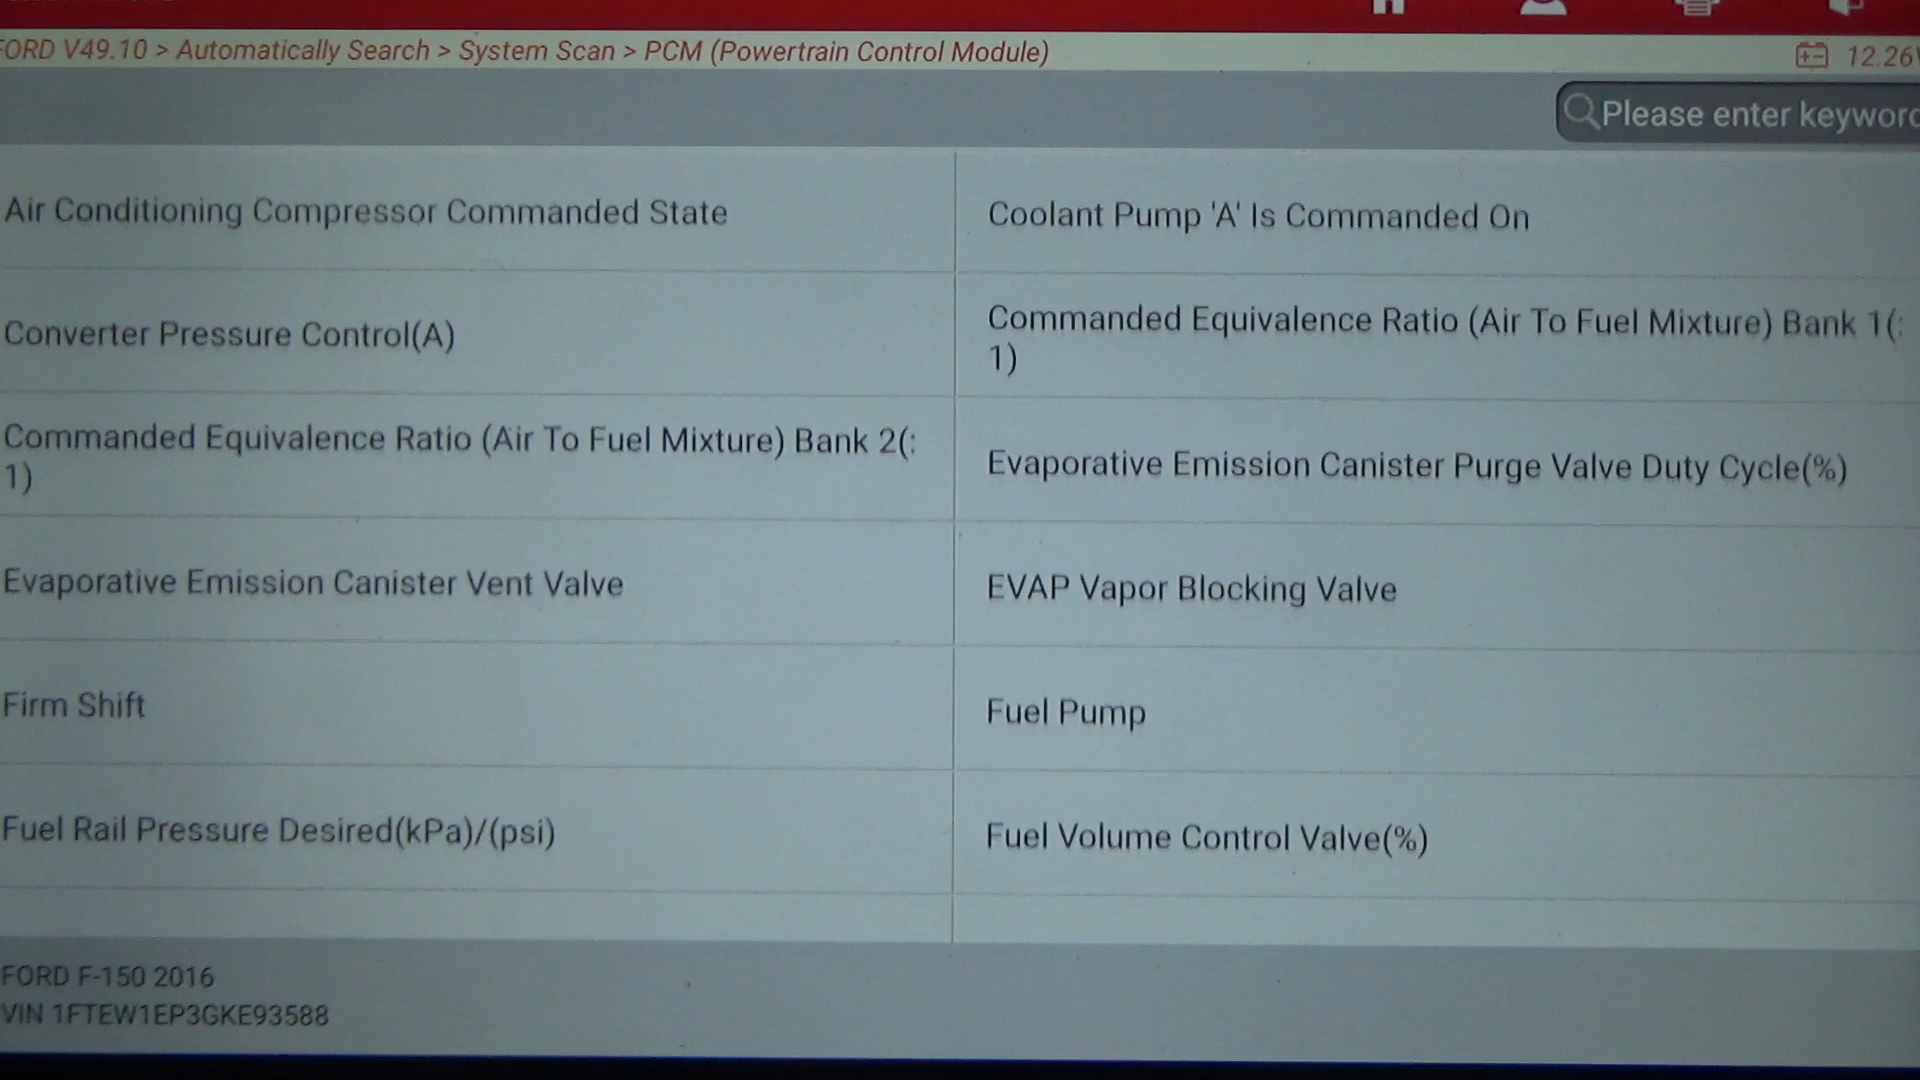 FORD V49.10 > Automatically Search > System Scan > PCM (Powertrain Control Module)
12.26V
Please enter keyword
Air Conditioning Compressor Commanded State
Coolant Pump 'A' Is Commanded On
Converter Pressure Control(A)
Commanded Equivalence Ratio (Air To Fuel Mixture) Bank 1(:
1)
Commanded Equivalence Ratio (Air To Fuel Mixture) Bank 2(:
1)
Evaporative Emission Canister Purge Valve Duty Cycle(%)
Evaporative Emission Canister Vent Valve
EVAP Vapor Blocking Valve
Firm Shift
Fuel Pump
Fuel Rail Pressure Desired(kPa)/(psi)
Fuel Volume Control Valve(%)
FORD F-150 2016
VIN 1FTEW1EP3GKE93588